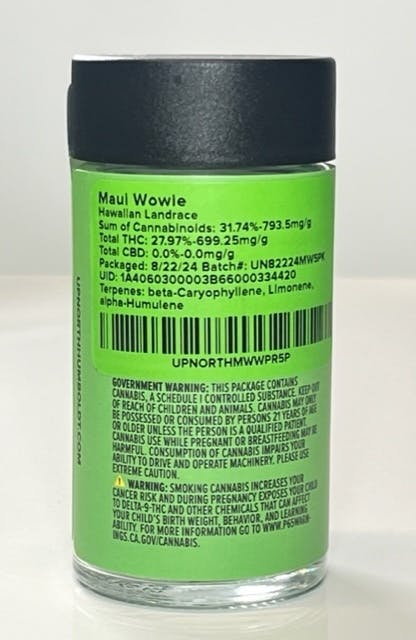 Maui Wowie
Hawaiian Landrace
Sum of Cannabinoids: 31.74%-793.5mg/g
Total THC: 27.97%-699.25mg/g
Total CBD: 0.0%-0.0mg/g
Packaged: 8/22/24 Batch#: UNB2224MW5PK
UID: 1A4060300003B66000334420
Terpenes: beta-Caryophyllene, Limonene,
alpha-Humulene
UPNORTHMWWPR5P
UPNORTHHUMBOLDT.COM
GOVERNMENT WARNING: THIS PACKAGE CONTAINS
CANNABIS, A SCHEDULE I CONTROLLED SUBSTANCE. KEEP OUT
OF REACH OF CHILDREN AND ANIMALS. CANNABIS MAY ONLY
BE POSSESSED OR CONSUMED BY PERSONS 21 YEARS OF AGE
OR OLDER UNLESS THE PERSON IS A QUALIFIED PATIENT.
CANNABIS USE WHILE PREGNANT OR BREASTFEEDING MAY BE
HARMFUL. CONSUMPTION OF CANNABIS IMPAIRS YOUR
ABILITY TO DRIVE AND OPERATE MACHINERY. PLEASE USE
EXTREME CAUTION.
WARNING: SMOKING CANNABIS INCREASES YOUR
CANCER RISK AND DURING PREGNANCY EXPOSES YOUR CHILD
TO DELTA-9-THC AND OTHER CHEMICALS THAT CAN AFFECT
YOUR CHILD'S BIRTH WEIGHT, BEHAVIOR, AND LEARNING
ABILITY. FOR MORE INFORMATION GO TO WWW.P65WARN-
INGS.CA.GOV/CANNABIS.